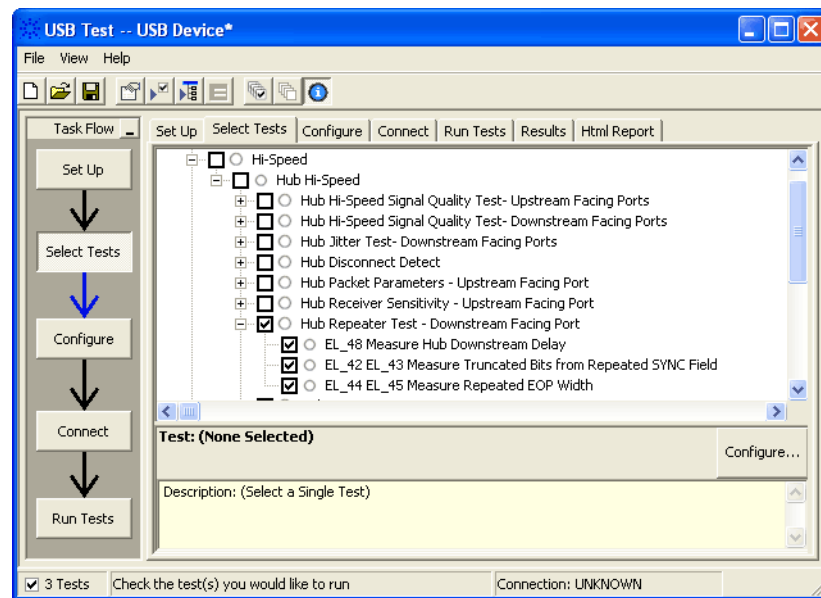 USB Test -- USB Device*
File View Help
Task Flow
Set Up
Select Tests
Configure
Connect
Run Tests
Set Up Select Tests Configure Connect Run Tests Results Html Report
Hi-Speed
Hub Hi-Speed
Hub Hi-Speed Signal Quality Test- Upstream Facing Ports
Hub Hi-Speed Signal Quality Test- Downstream Facing Ports
Hub Jitter Test- Downstream Facing Ports
Hub Disconnect Detect
Hub Packet Parameters - Upstream Facing Port
Hub Receiver Sensitivity - Upstream Facing Port
Hub Repeater Test - Downstream Facing Port
EL_48 Measure Hub Downstream Delay
EL_42 EL_43 Measure Truncated Bits from Repeated SYNC Field
EL_44 EL_45 Measure Repeated EOP Width
Test: (None Selected)
Configure...
Description: (Select a Single Test)
3 Tests Check the test(s) you would like to run Connection: UNKNOWN